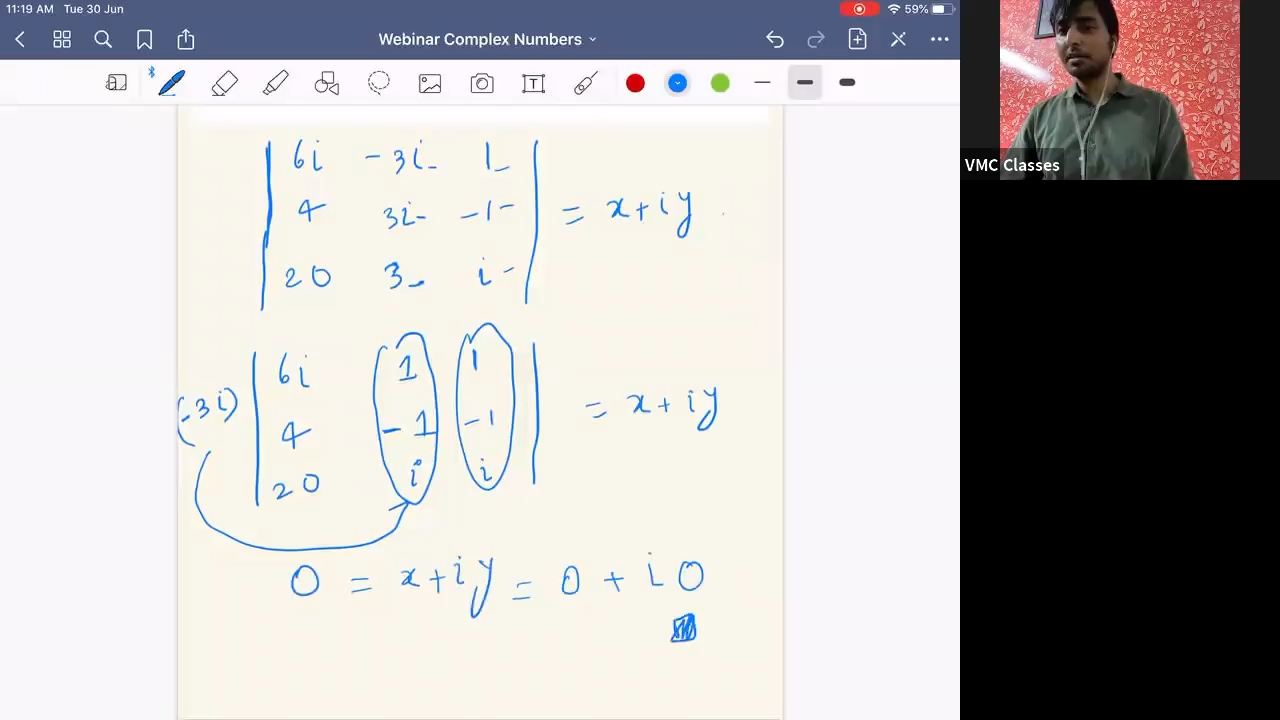 11:19 AM Tue 30 Jun
59%
Webinar Complex Numbers
T
VMC Classes
| 6i -3i 1 |
| 4 3i -1 | = x+iy
| 20 3 i |
| 6i 1 1 |
(-3i) | 4 -1 -1 | = x+iy
| 20 i i |
0 = x+iy = 0 + i0